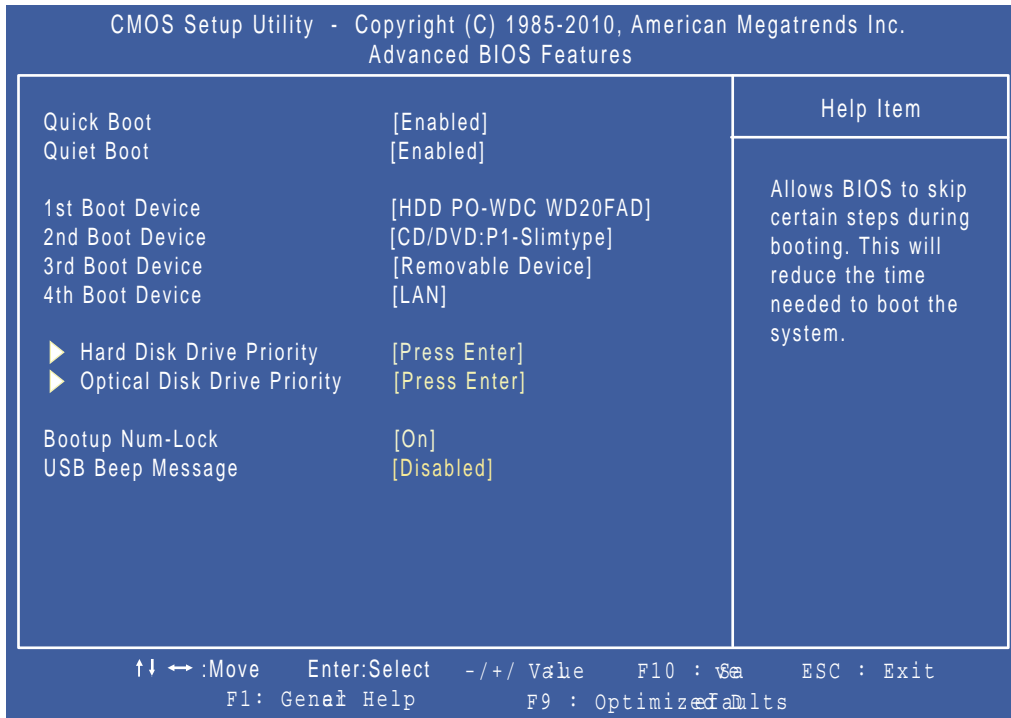 CMOS Setup Utility - Copyright (C) 1985-2010, American Megatrends Inc.
Advanced BIOS Features
Quick Boot [Enabled]
Quiet Boot [Enabled]
1st Boot Device [HDD PO-WDC WD20FAD]
2nd Boot Device [CD/DVD:P1-Slimtype]
3rd Boot Device [Removable Device]
4th Boot Device [LAN]
▶ Hard Disk Drive Priority [Press Enter]
▶ Optical Disk Drive Priority [Press Enter]
Bootup Num-Lock [On]
USB Beep Message [Disabled]
Help Item
Allows BIOS to skip
certain steps during
booting. This will
reduce the time
needed to boot the
system.
↑↓ ↔ :Move Enter:Select -/+/ Value F10 : ESC : Exit
F1: General Help F9 : Optimized